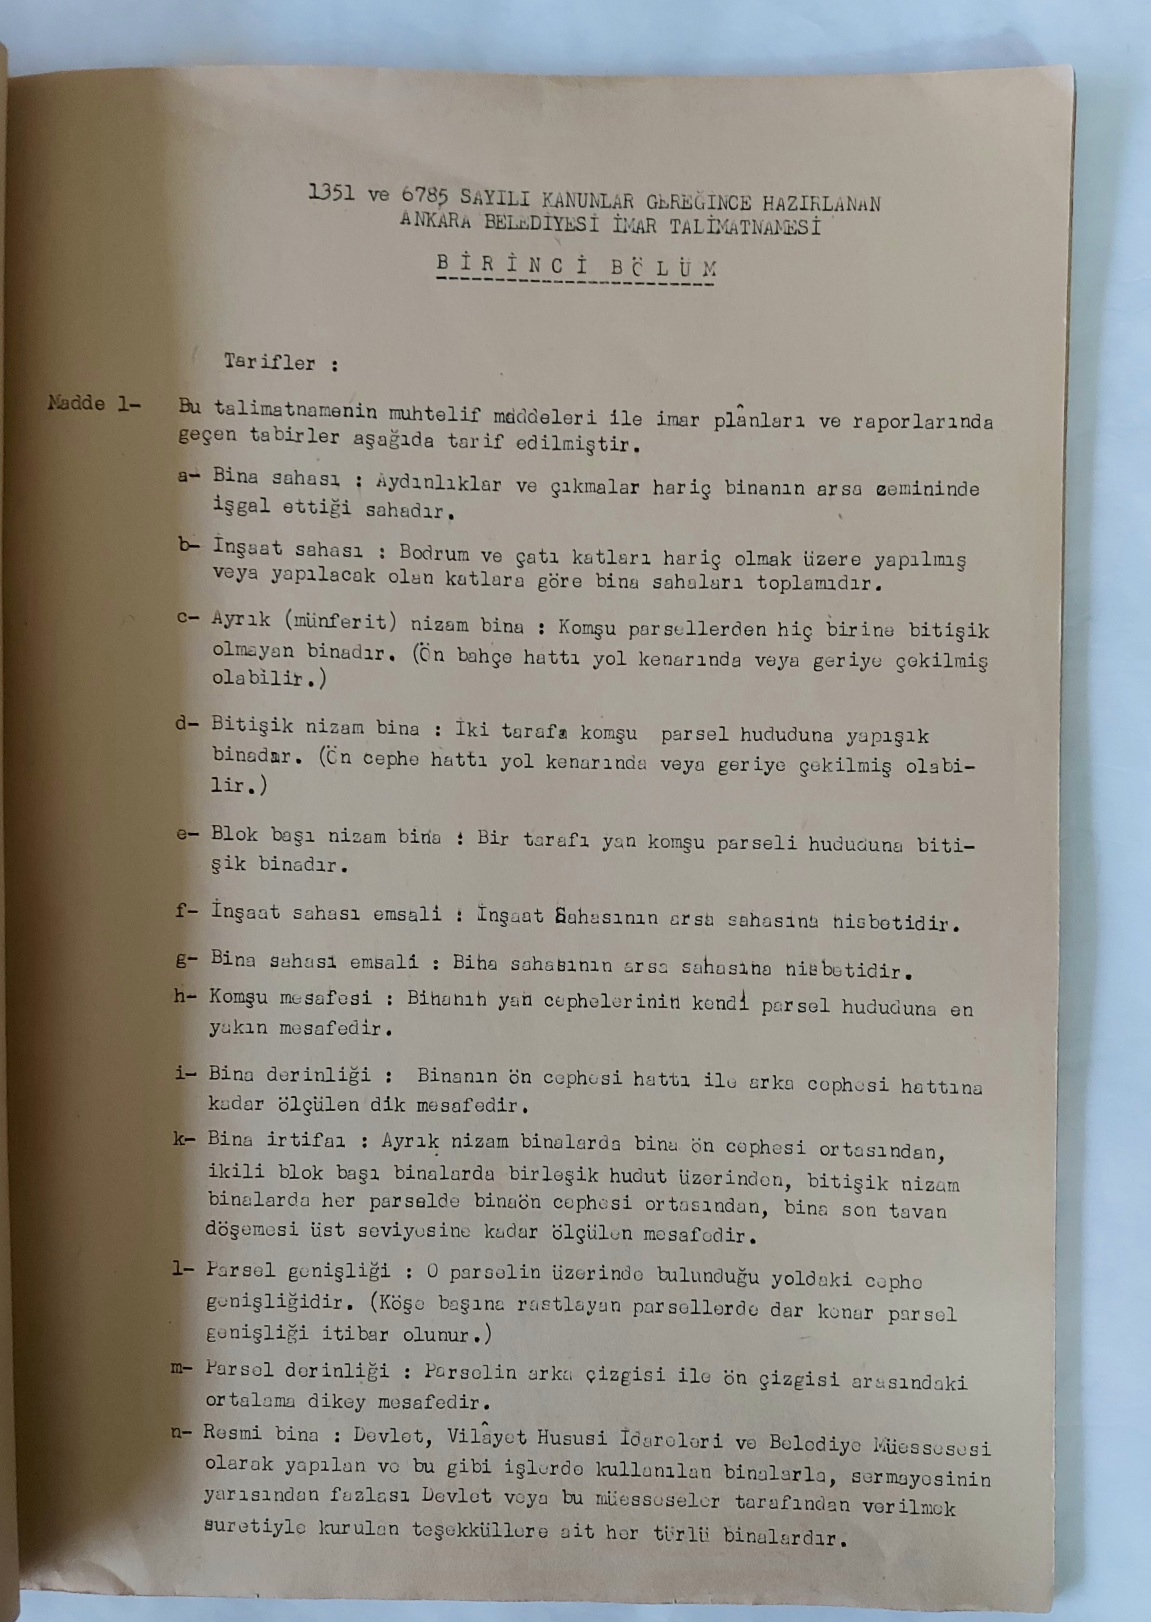 1351 ve 6785 SAYILI KANUNLAR GEREĞİNCE HAZIRLANAN
ANKARA BELEDİYESİ İMAR TALİMATNAMESİ
BİRİNCİ BÖLÜM
Tarifler :
Madde 1- Bu talimatnamenin muhtelif maddeleri ile imar plânları ve raporlarında
geçen tabirler aşağıda tarif edilmiştir.
a- Bina sahası : Aydınlıklar ve çıkmalar hariç binanın arsa zemininde
işgal ettiği sahadır.
b- İnşaat sahası : Bodrum ve çatı katları hariç olmak üzere yapılmış
veya yapılacak olan katlara göre bina sahaları toplamıdır.
c- Ayrık (münferit) nizam bina : Komşu parsellerden hiç birine bitişik
olmayan binadır. (Ön bahçe hattı yol kenarında veya geriye çekilmiş
olabilir.)
d- Bitişik nizam bina : İki tarafa komşu parsel hududuna yapışık
binadır. (Ön cephe hattı yol kenarında veya geriye çekilmiş olabi-
lir.)
e- Blok başı nizam bina : Bir tarafı yan komşu parseli hududuna biti-
şik binadır.
f- İnşaat sahası emsali : İnşaat Sahasının arsa sahasına nisbetidir.
g- Bina sahası emsali : Bina sahasının arsa sahasına nisbetidir.
h- Komşu mesafesi : Binanın yan cephelerinin kendi parsel hududuna en
yakın mesafedir.
i- Bina derinliği : Binanın ön cephesi hattı ile arka cephesi hattına
kadar ölçülen dik mesafedir.
k- Bina irtifaı : Ayrık nizam binalarda bina ön cephesi ortasından,
ikili blok başı binalarda birleşik hudut üzerinden, bitişik nizam
binalarda her parselde binaön cephesi ortasından, bina son tavan
döşemesi üst seviyesine kadar ölçülen mesafedir.
l- Parsel genişliği : O parselin üzerinde bulunduğu yoldaki cephe
genişliğidir. (Köşe başına rastlayan parsellerde dar kenar parsel
genişliği itibar olunur.)
m- Parsel derinliği : Parselin arka çizgisi ile ön çizgisi arasındaki
ortalama dikey mesafedir.
n- Resmi bina : Devlet, Vilâyet Hususi İdareleri ve Belediye Müessesesi
olarak yapılan ve bu gibi işlerde kullanılan binalarla, sermayesinin
yarısından fazlası Devlet veya bu müesseseler tarafından verilmek
suretiyle kurulan teşekküllere ait her türlü binalardır.